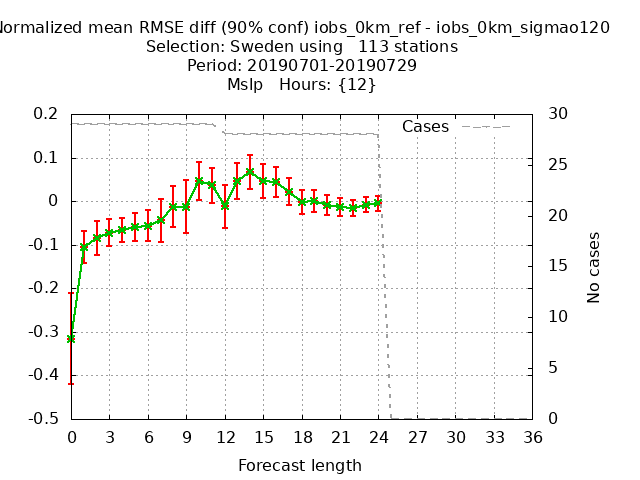 Normalized mean RMSE diff (90% conf) iobs_0km_ref - iobs_0km_sigmao120
Selection: Sweden using 113 stations
Period: 20190701-20190729
Mslp Hours: {12}
Cases
0.2
0.1
0
-0.1
-0.2
-0.3
-0.4
-0.5
30
25
20
15
10
5
0
No cases
0 3 6 9 12 15 18 21 24 27 30 33 36
Forecast length